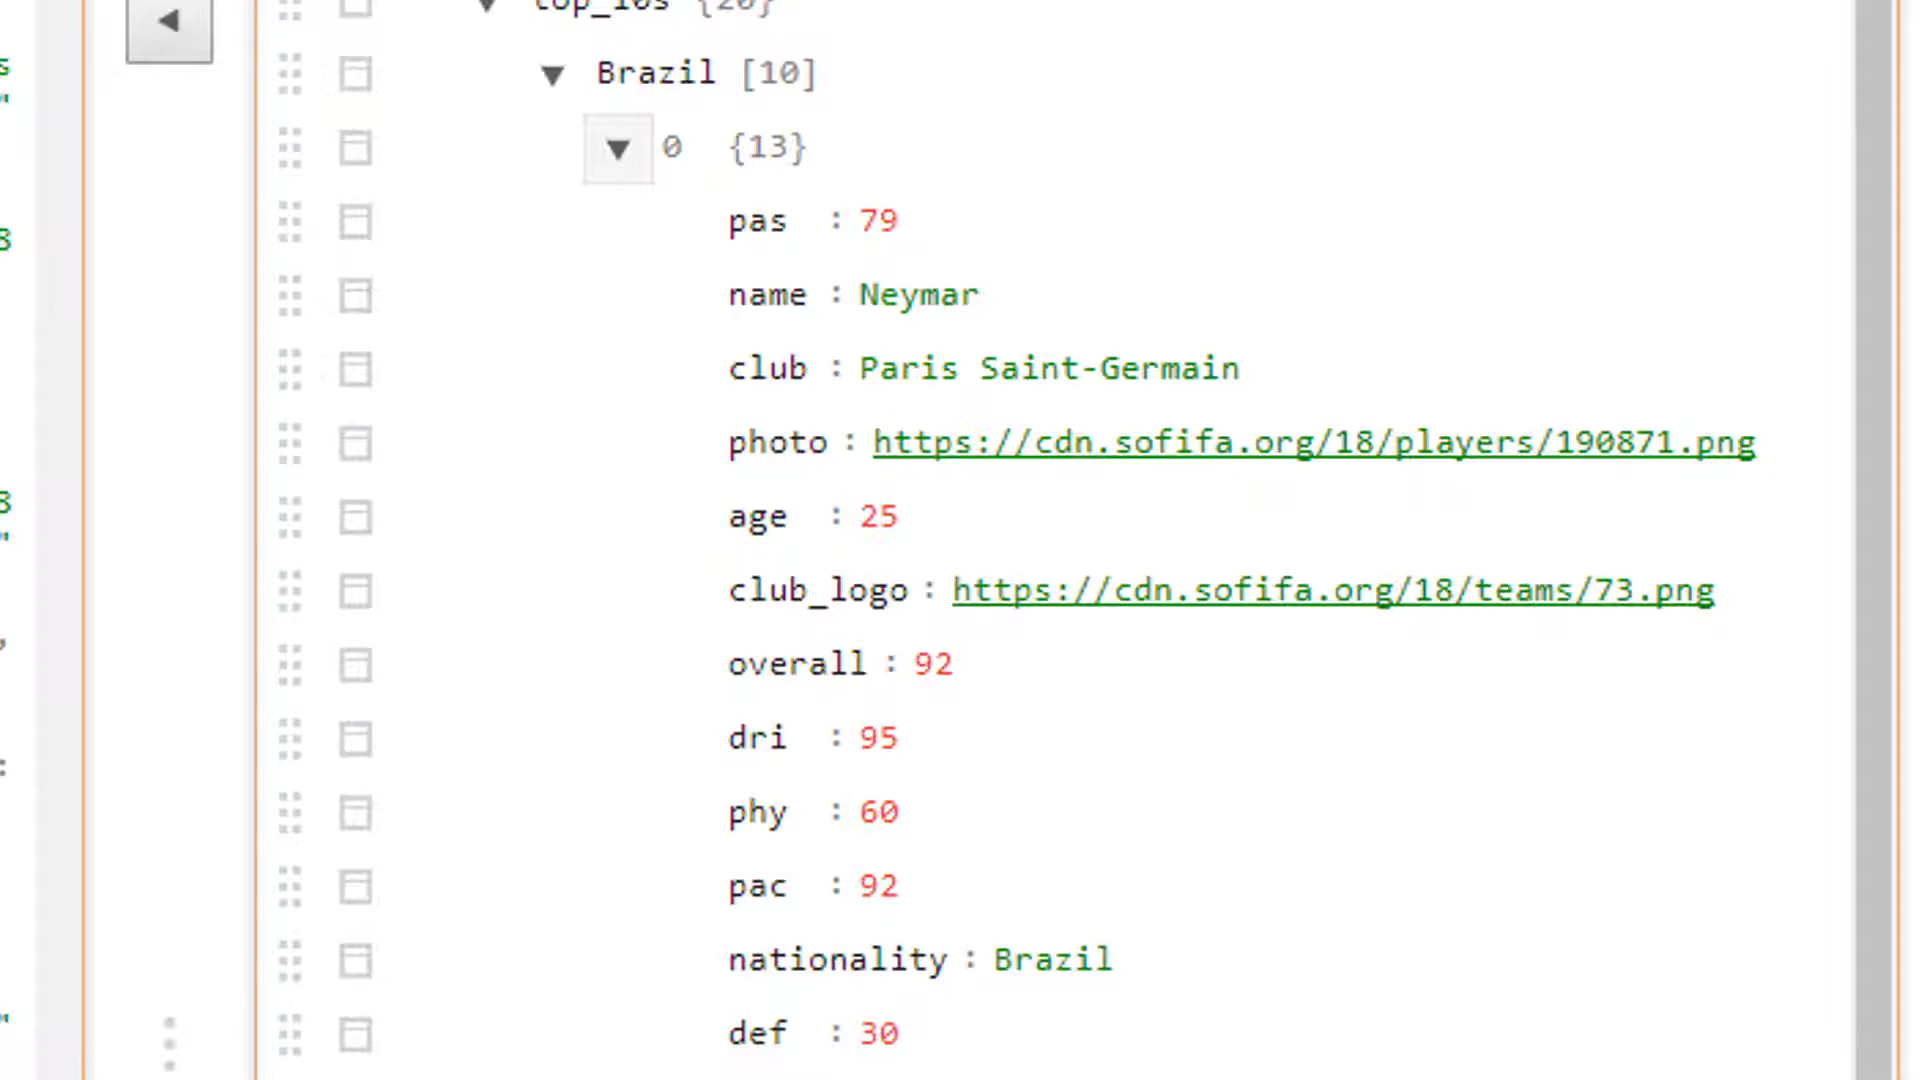 top_10s {20}
Brazil [10]
0 {13}
pas : 79
name : Neymar
club : Paris Saint-Germain
photo : https://cdn.sofifa.org/18/players/190871.png
age : 25
club_logo : https://cdn.sofifa.org/18/teams/73.png
overall : 92
dri : 95
phy : 60
pac : 92
nationality : Brazil
def : 30